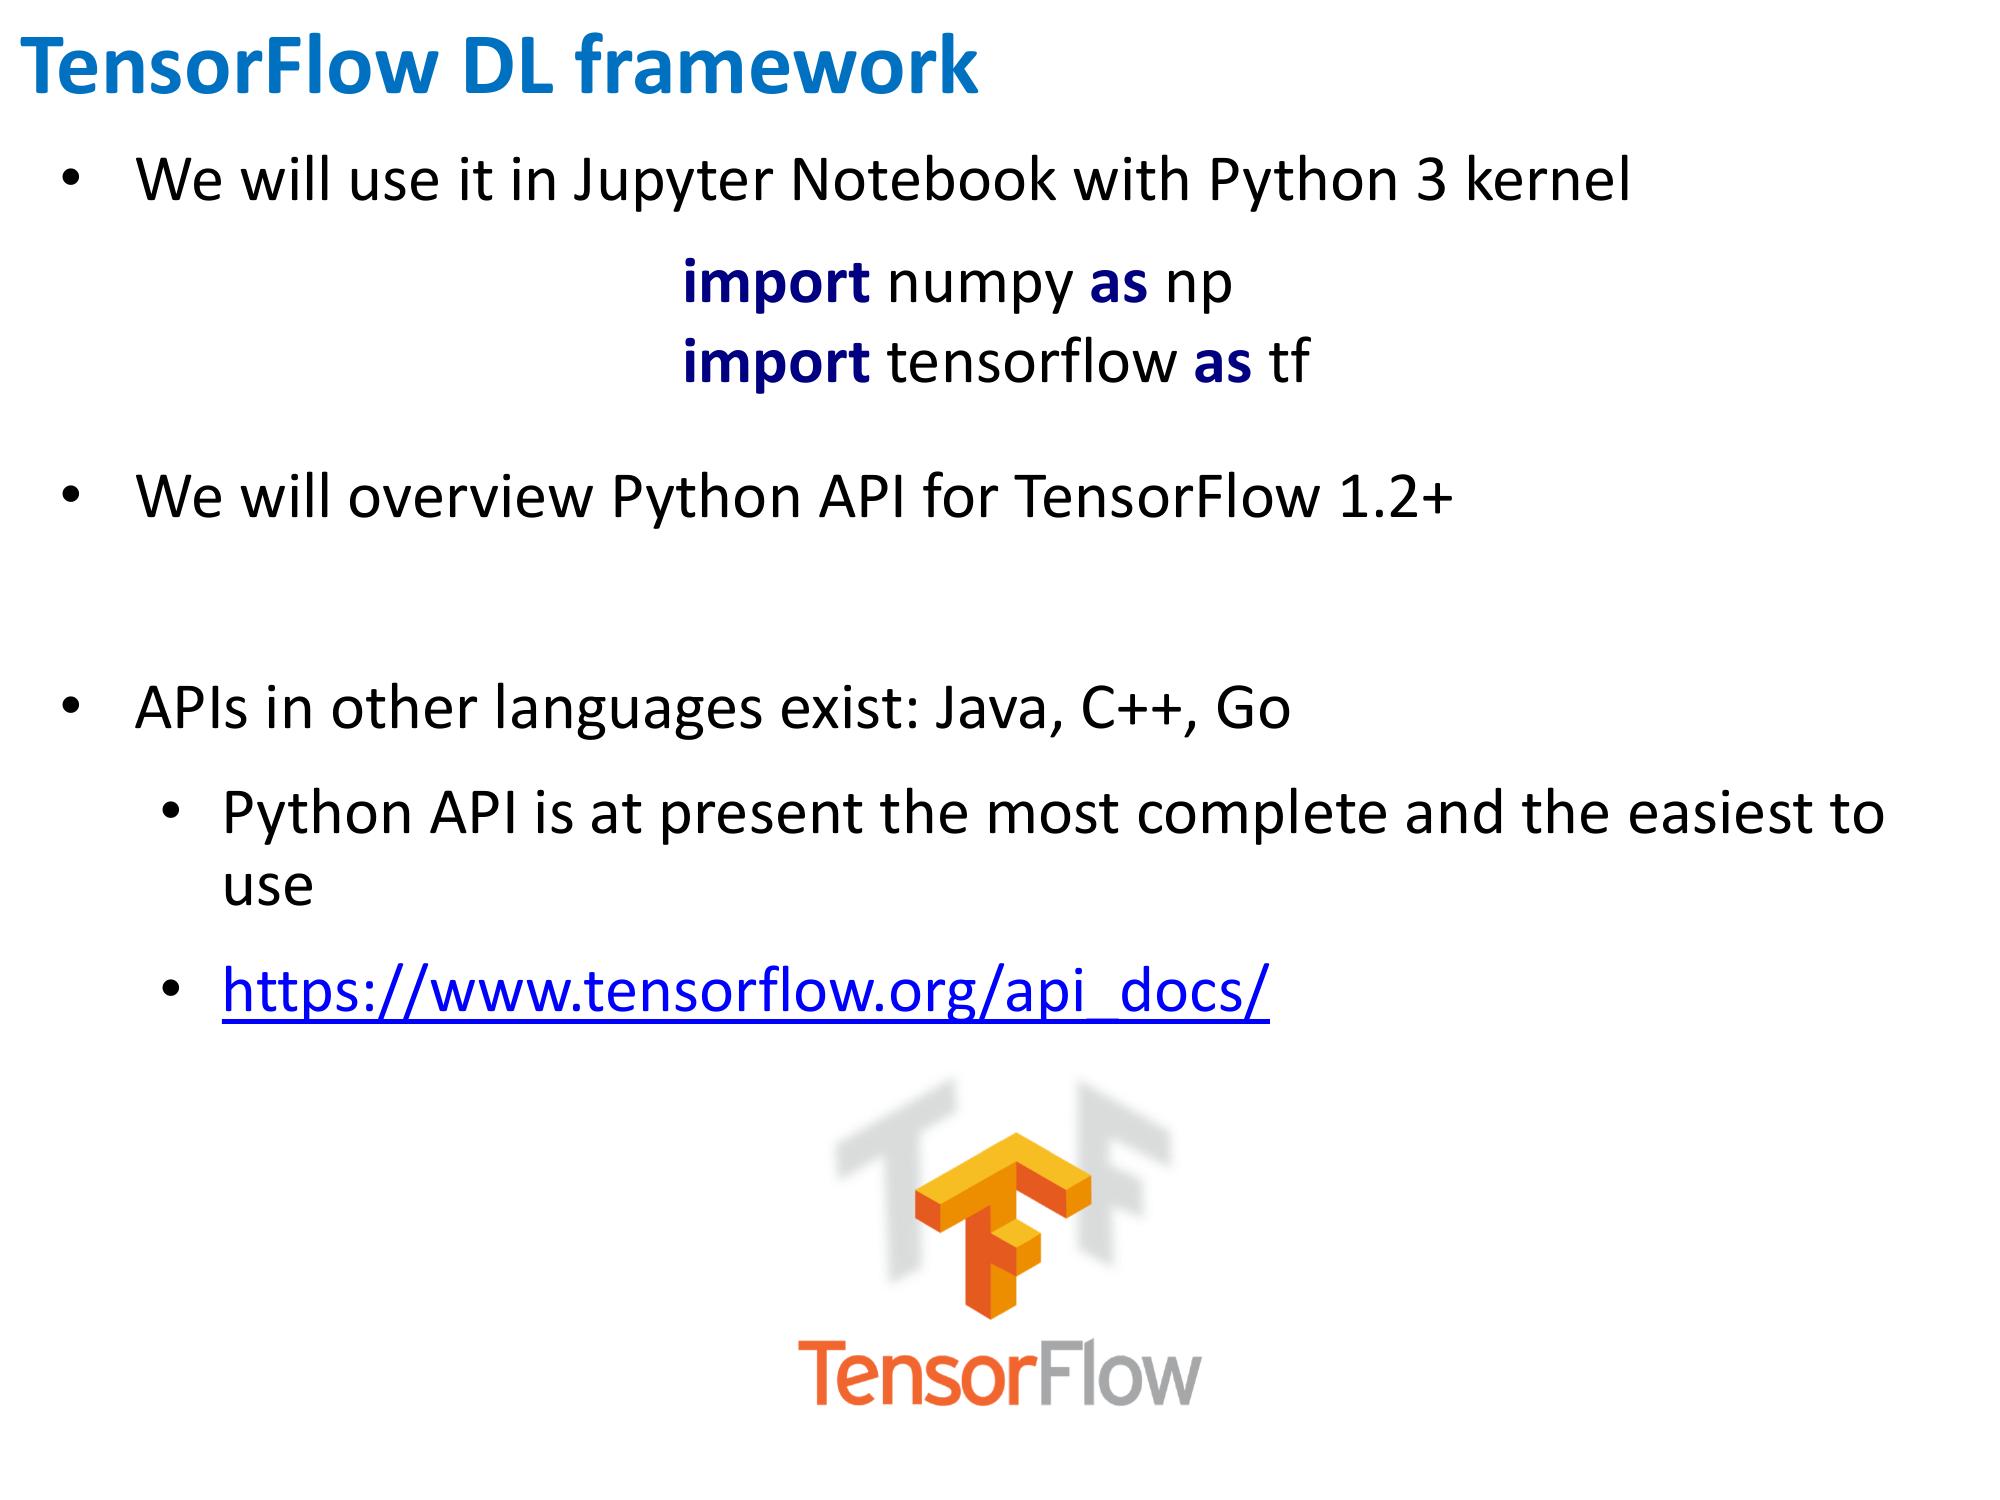 TensorFlow DL framework
• We will use it in Jupyter Notebook with Python 3 kernel
import numpy as np
import tensorflow as tf
• We will overview Python API for TensorFlow 1.2+
• APIs in other languages exist: Java, C++, Go
• Python API is at present the most complete and the easiest to
use
• https://www.tensorflow.org/api_docs/
T F
TensorFlow